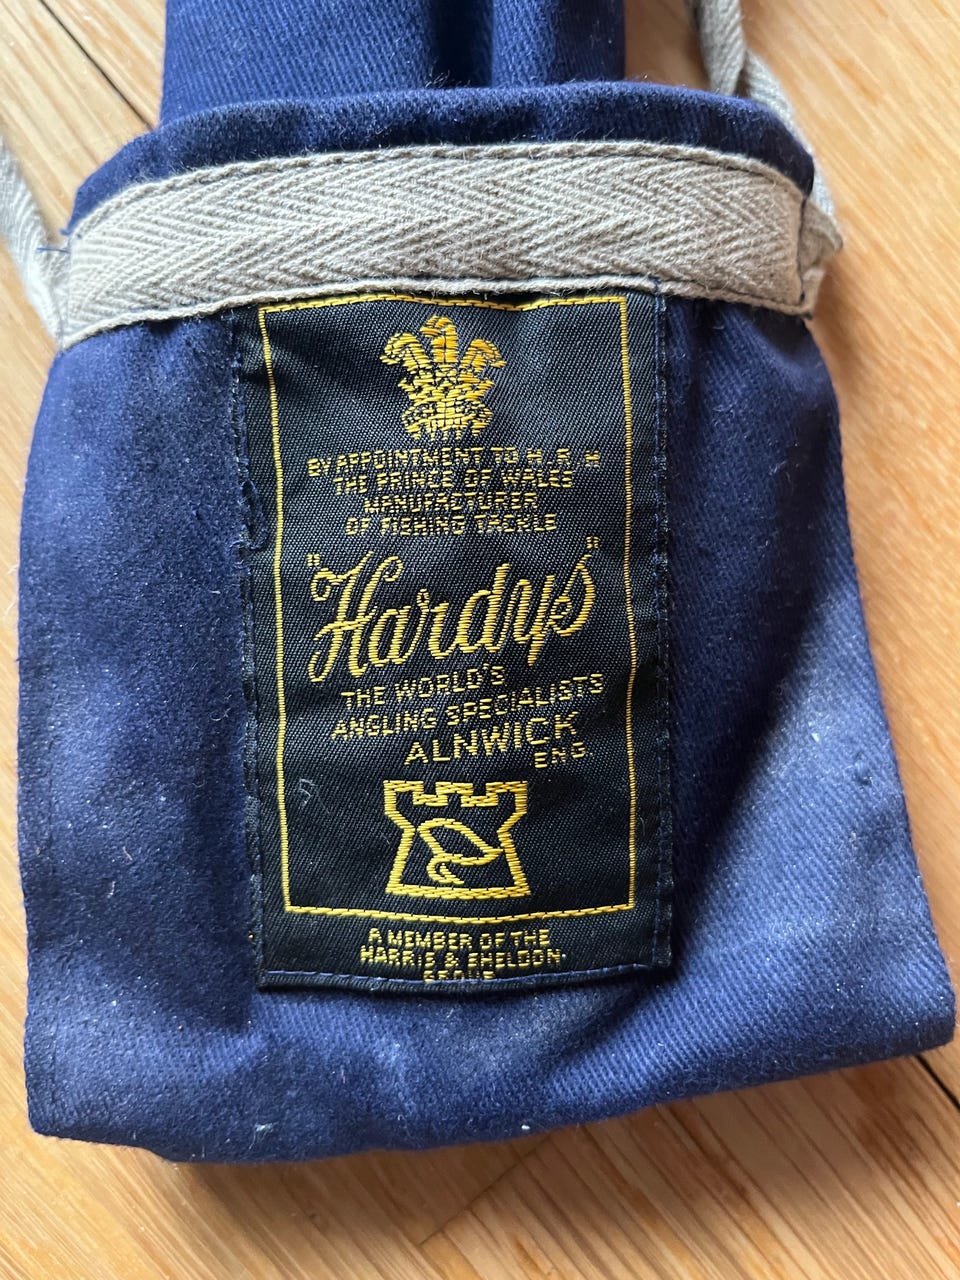 BY APPOINTMENT TO H.R.H
THE PRINCE OF WALES
MANUFACTURER
OF FISHING TACKLE
"Hardys"
THE WORLD'S
ANGLING SPECIALISTS
ALNWICK
ENG.
A MEMBER OF THE
HARRIS & SHELDON
GROUP